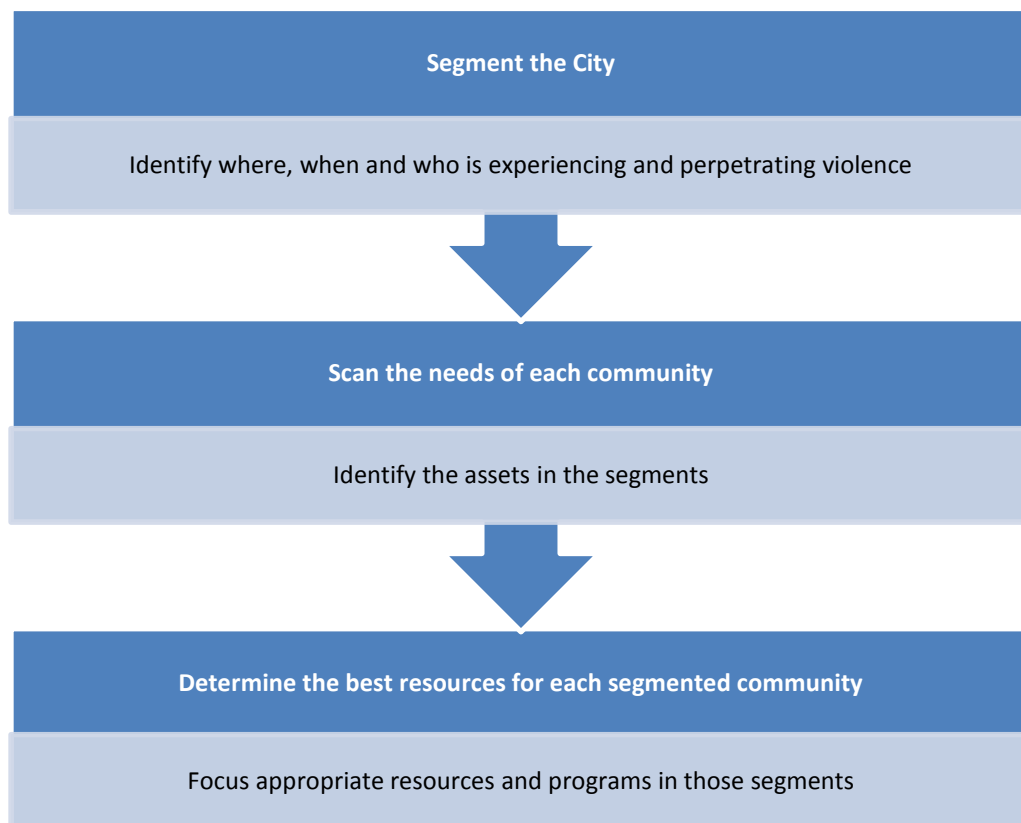 Segment the City
Identify where, when and who is experiencing and perpetrating violence
Scan the needs of each community
Identify the assets in the segments
Determine the best resources for each segmented community
Focus appropriate resources and programs in those segments